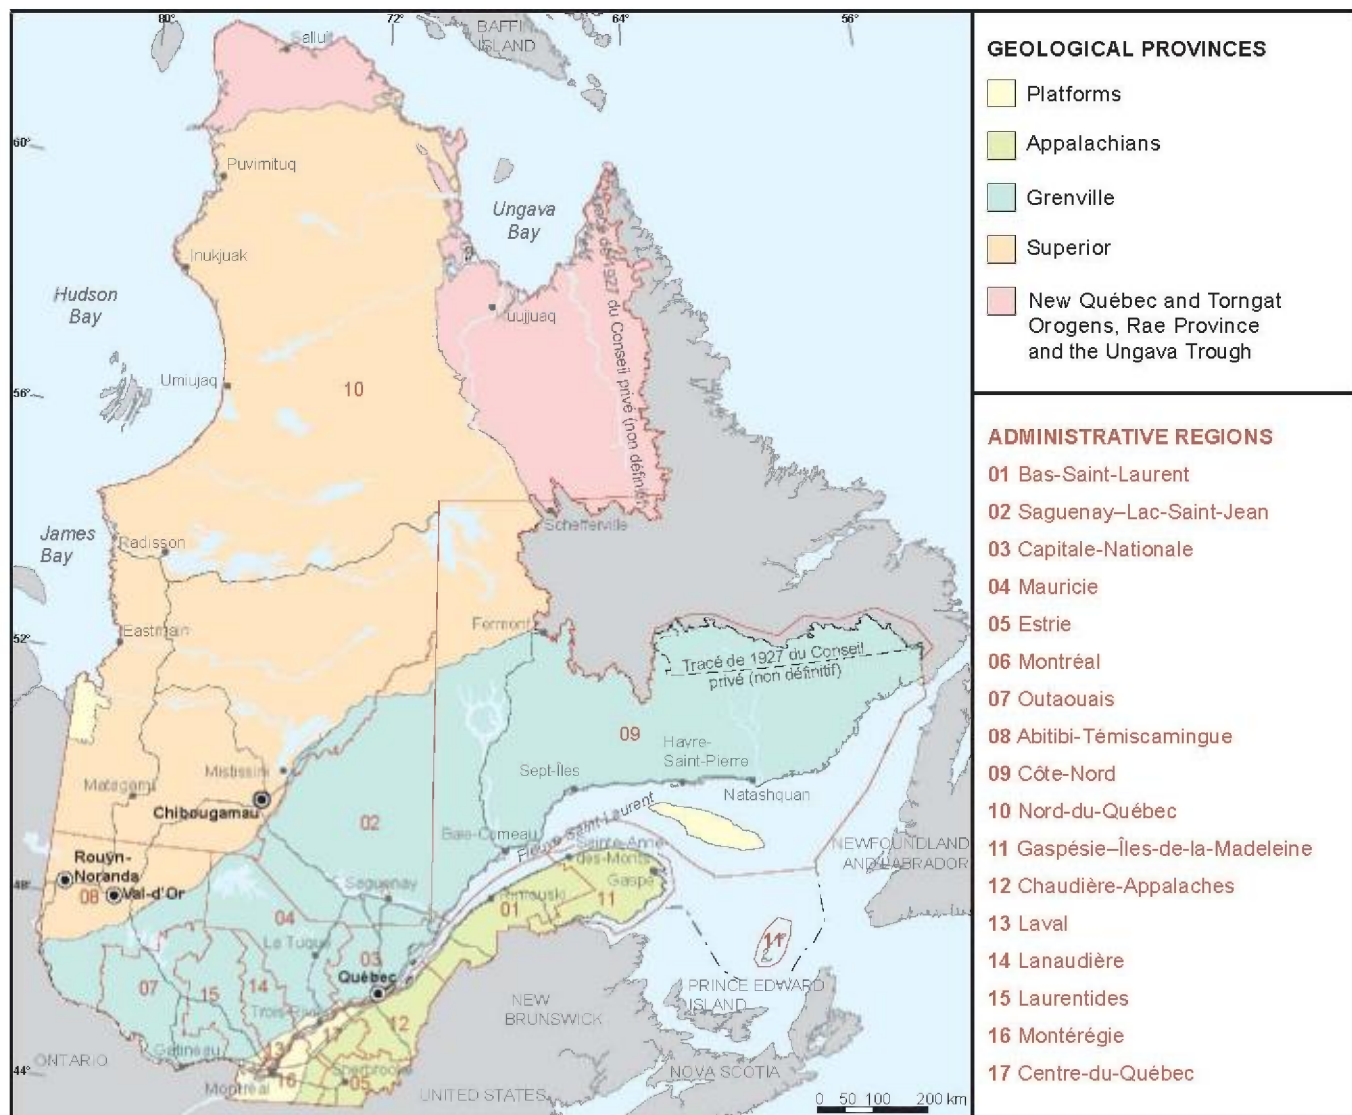 80°
72°
64°
56°
BAFFIN
ISLAND
Salluit
60°
Puvirnituq
Ungava
Bay
Inukjuak
Hudson
Bay
Kuujjuaq
Tracé de 1927 du Conseil privé (non définitif)
Umiujaq
10
56°
Schefferville
James
Bay
Radisson
52°
Eastmain
Fermont
Tracé de 1927 du Conseil
privé (non définitif)
09
Havre-
Saint-Pierre
Sept-Îles
Natashquan
Mistissini
Matagami
Chibougamau
02
Baie-Comeau
Fleuve Saint-Laurent
Sainte-Anne
des-Monts
Gaspé
NEWFOUNDLAND
AND LABRADOR
Rouyn-
Noranda
08
Val-d'Or
48°
Saguenay
Rimouski
01
11
04
La Tuque
03
11
Québec
07
15
14
PRINCE EDWARD
ISLAND
NEW
BRUNSWICK
Trois-Rivières
12
17
ONTARIO
Gatineau
13
44°
Montréal
16
Sherbrooke
05
UNITED STATES
NOVA SCOTIA
0 50 100 200 km
GEOLOGICAL PROVINCES
Platforms
Appalachians
Grenville
Superior
New Québec and Torngat
Orogens, Rae Province
and the Ungava Trough
ADMINISTRATIVE REGIONS
01 Bas-Saint-Laurent
02 Saguenay–Lac-Saint-Jean
03 Capitale-Nationale
04 Mauricie
05 Estrie
06 Montréal
07 Outaouais
08 Abitibi-Témiscamingue
09 Côte-Nord
10 Nord-du-Québec
11 Gaspésie–Îles-de-la-Madeleine
12 Chaudière-Appalaches
13 Laval
14 Lanaudière
15 Laurentides
16 Montérégie
17 Centre-du-Québec